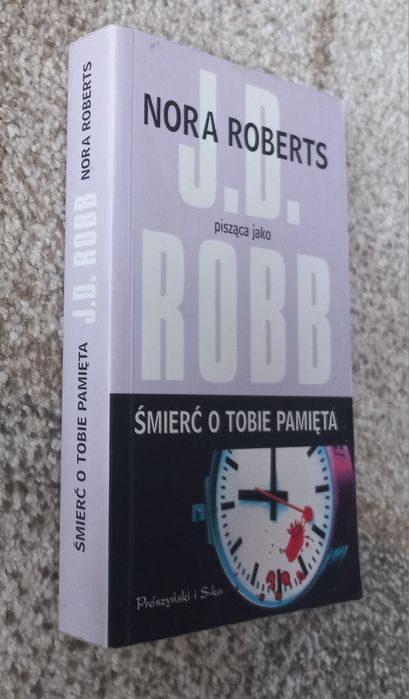 NORA ROBERTS
J.D.
pisząca jako
ROBB
ŚMIERĆ O TOBIE PAMIĘTA
Prószyński i S-ka
ŚMIERĆ O TOBIE PAMIĘTA J.D. ROBB NORA ROBERTS